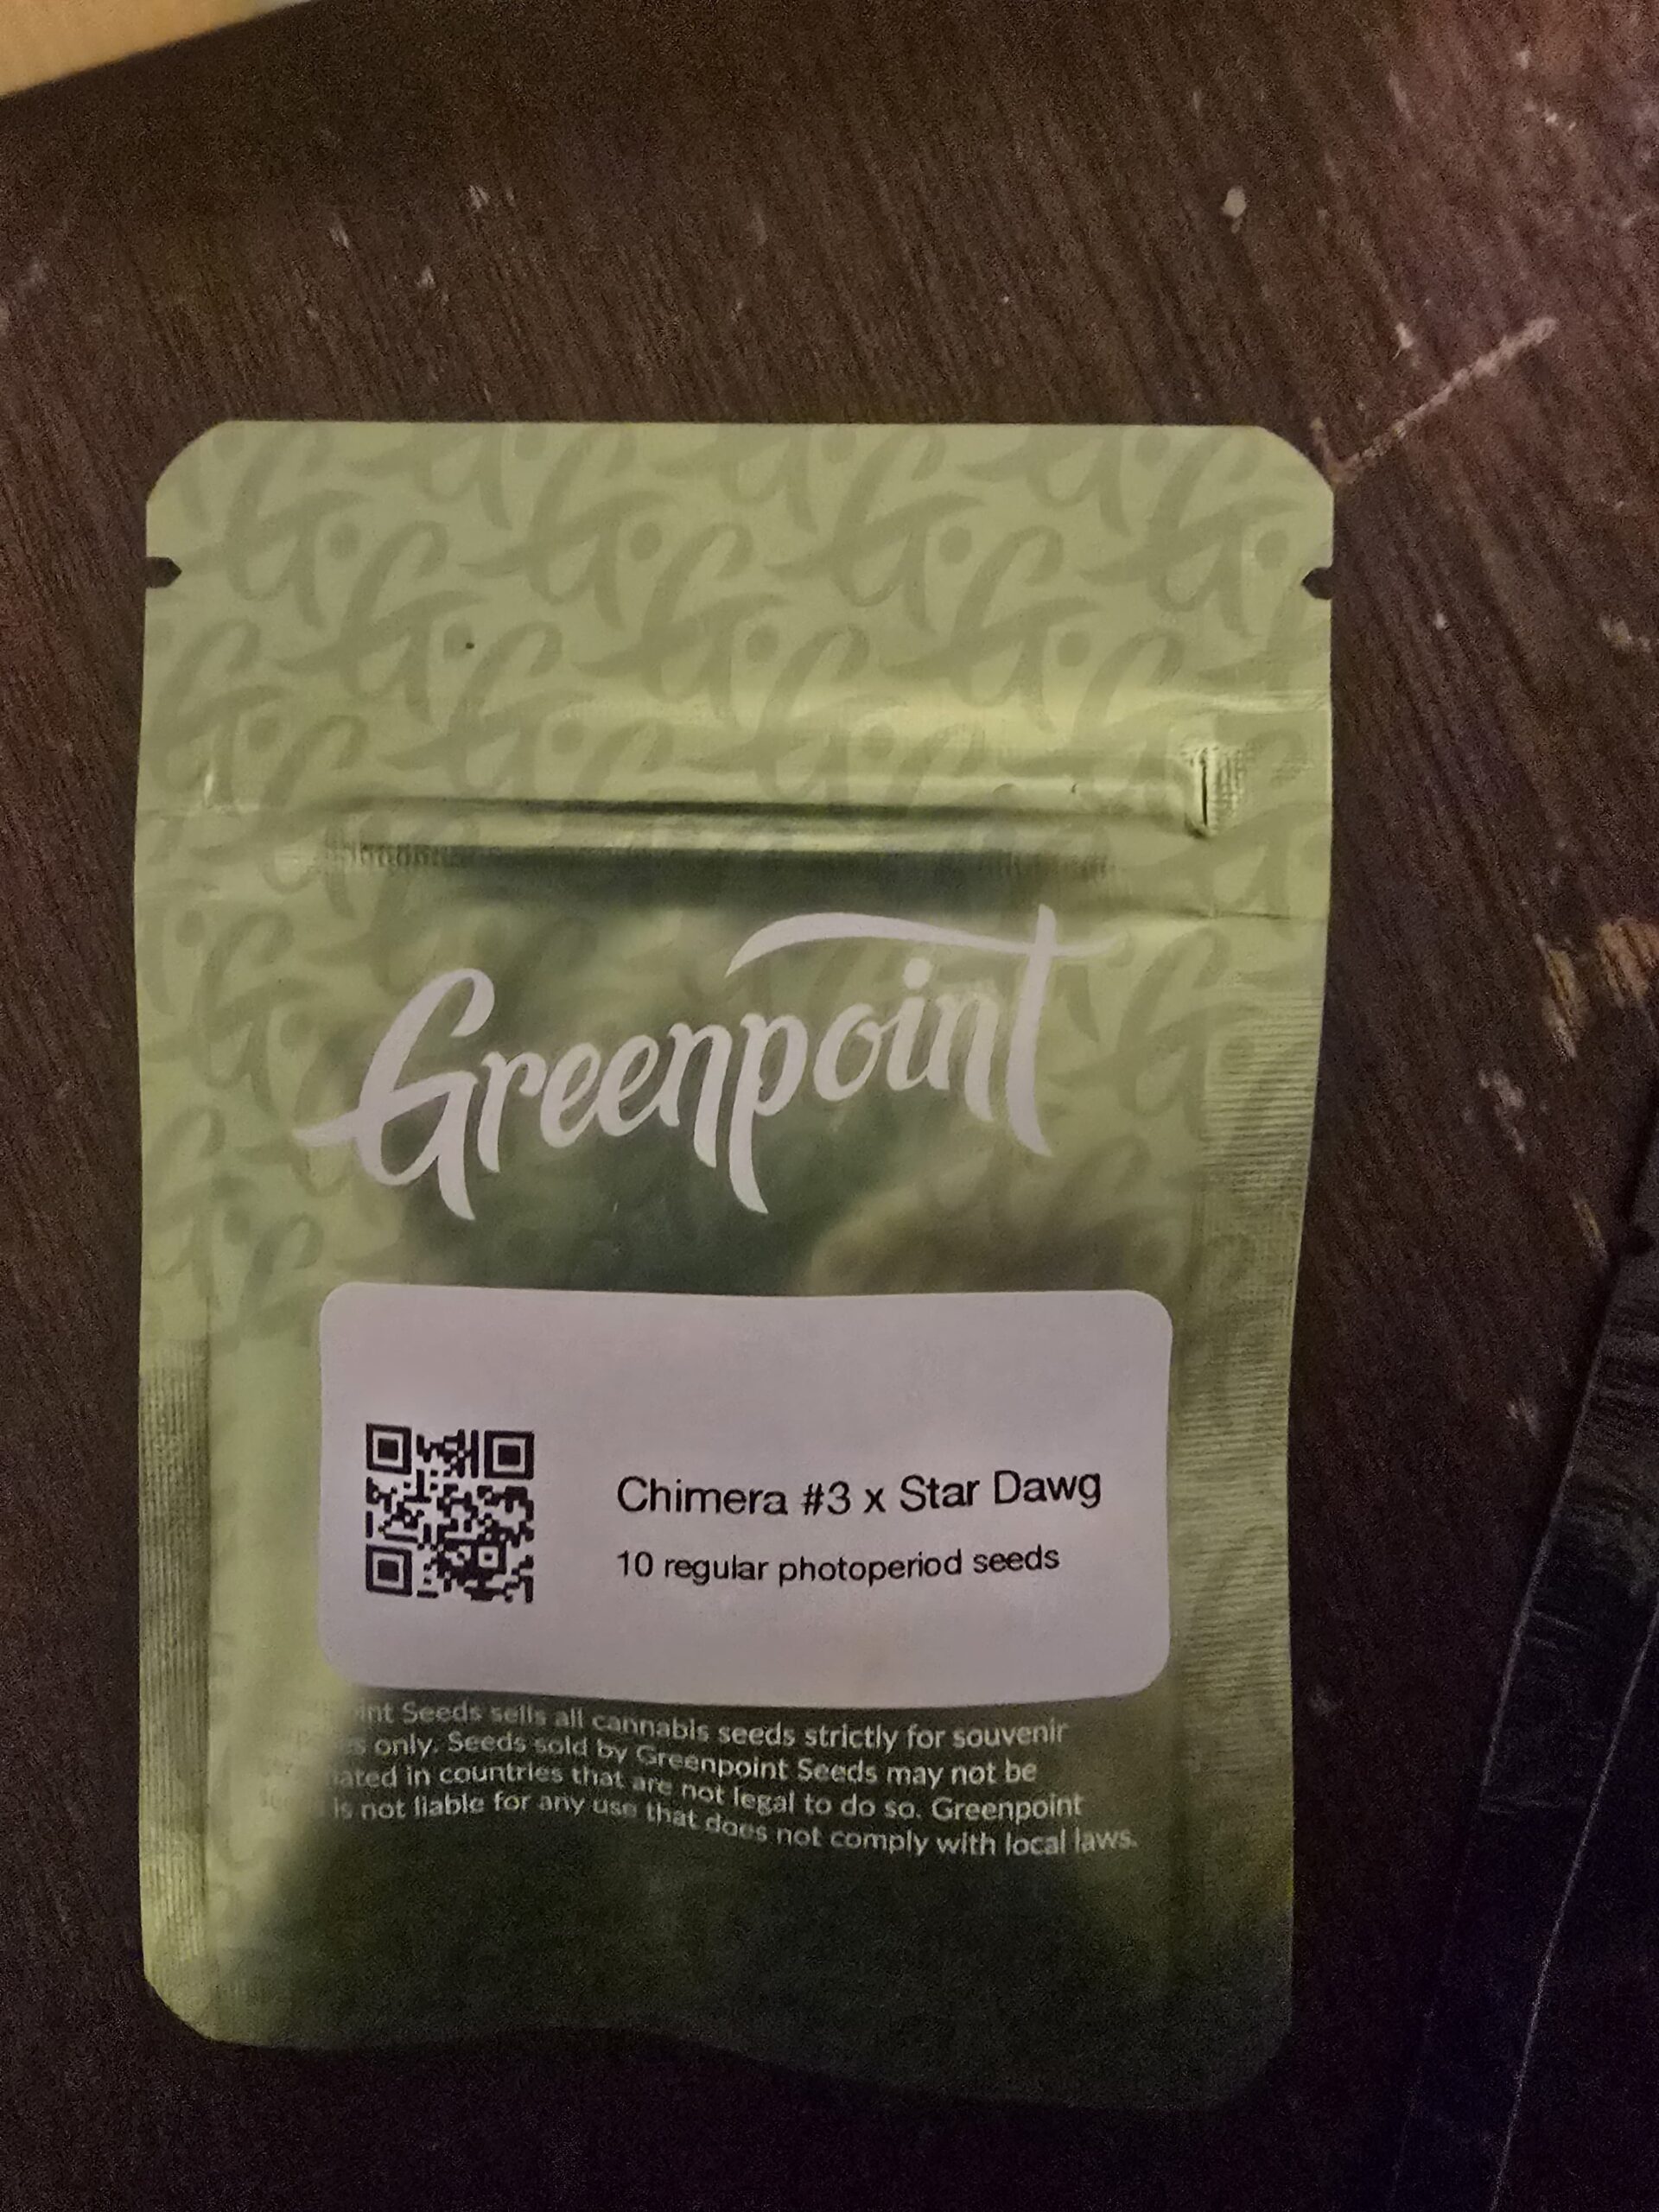 Greenpoint
Chimera #3 x Star Dawg
10 regular photoperiod seeds
Seeds sells all cannabis seeds strictly for souvenir
only. Seeds sold by Greenpoint Seeds may not be
in countries that are not legal to do so. Greenpoint
is not liable for any use that does not comply with local laws.